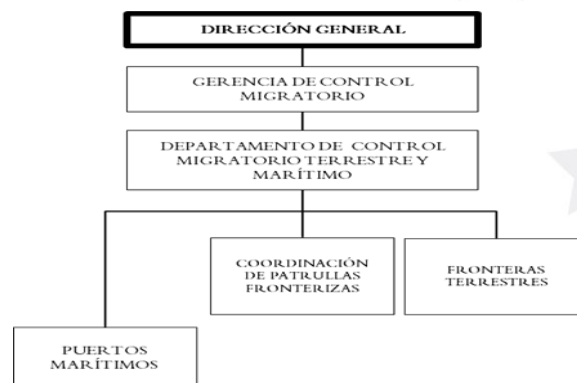 DIRECCIÓN GENERAL
GERENCIA DE CONTROL
MIGRATORIO
DEPARTAMENTO DE CONTROL
MIGRATORIO TERRESTRE Y
MARÍTIMO
COORDINACIÓN
DE PATRULLAS
FRONTERIZAS
FRONTERAS
TERRESTRES
PUERTOS
MARÍTIMOS